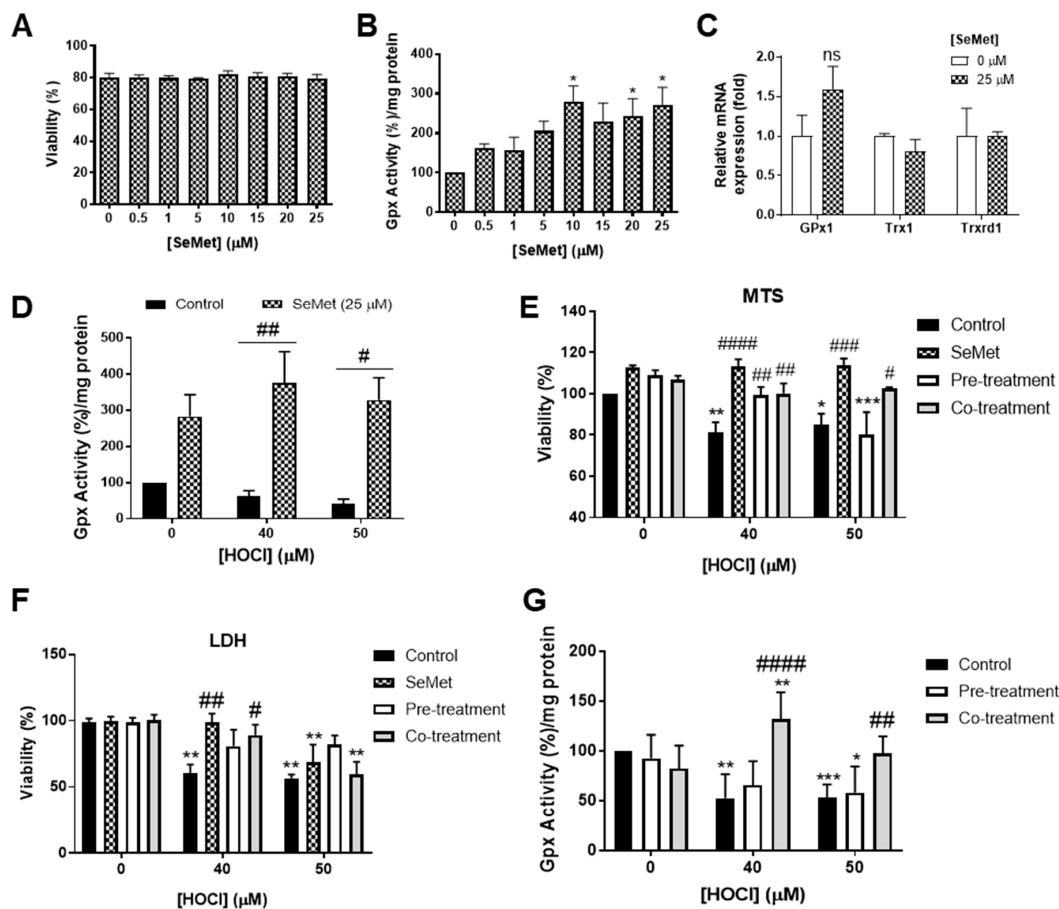 A
Viability (%)
100
80
60
40
20
0
0 0.5 1 5 10 15 20 25
[SeMet] (μM)
B
Gpx Activity (%)/mg protein
400
300
200
100
0
* * *
0 0.5 1 5 10 15 20 25
[SeMet] (μM)
C
Relative mRNA
expression (fold)
2.0
1.5
1.0
0.5
0.0
ns
[SeMet]
0 μM
25 μM
GPx1 Trx1 Trxrd1
D
Control SeMet (25 μM)
Gpx Activity (%)/mg protein
500
400
300
200
100
0
## #
0 40 50
[HOCl] (μM)
E
MTS
Viability (%)
140
120
100
80
60
40
** #### ## ## * ### *** #
0 40 50
[HOCl] (μM)
Control
SeMet
Pre-treatment
Co-treatment
F
LDH
Viability (%)
150
100
50
0
** ## # ** ** **
0 40 50
[HOCl] (μM)
Control
SeMet
Pre-treatment
Co-treatment
G
Gpx Activity (%)/mg protein
200
150
100
50
0
####
** ** ##
*** *
0 40 50
[HOCl] (μM)
Control
Pre-treatment
Co-treatment